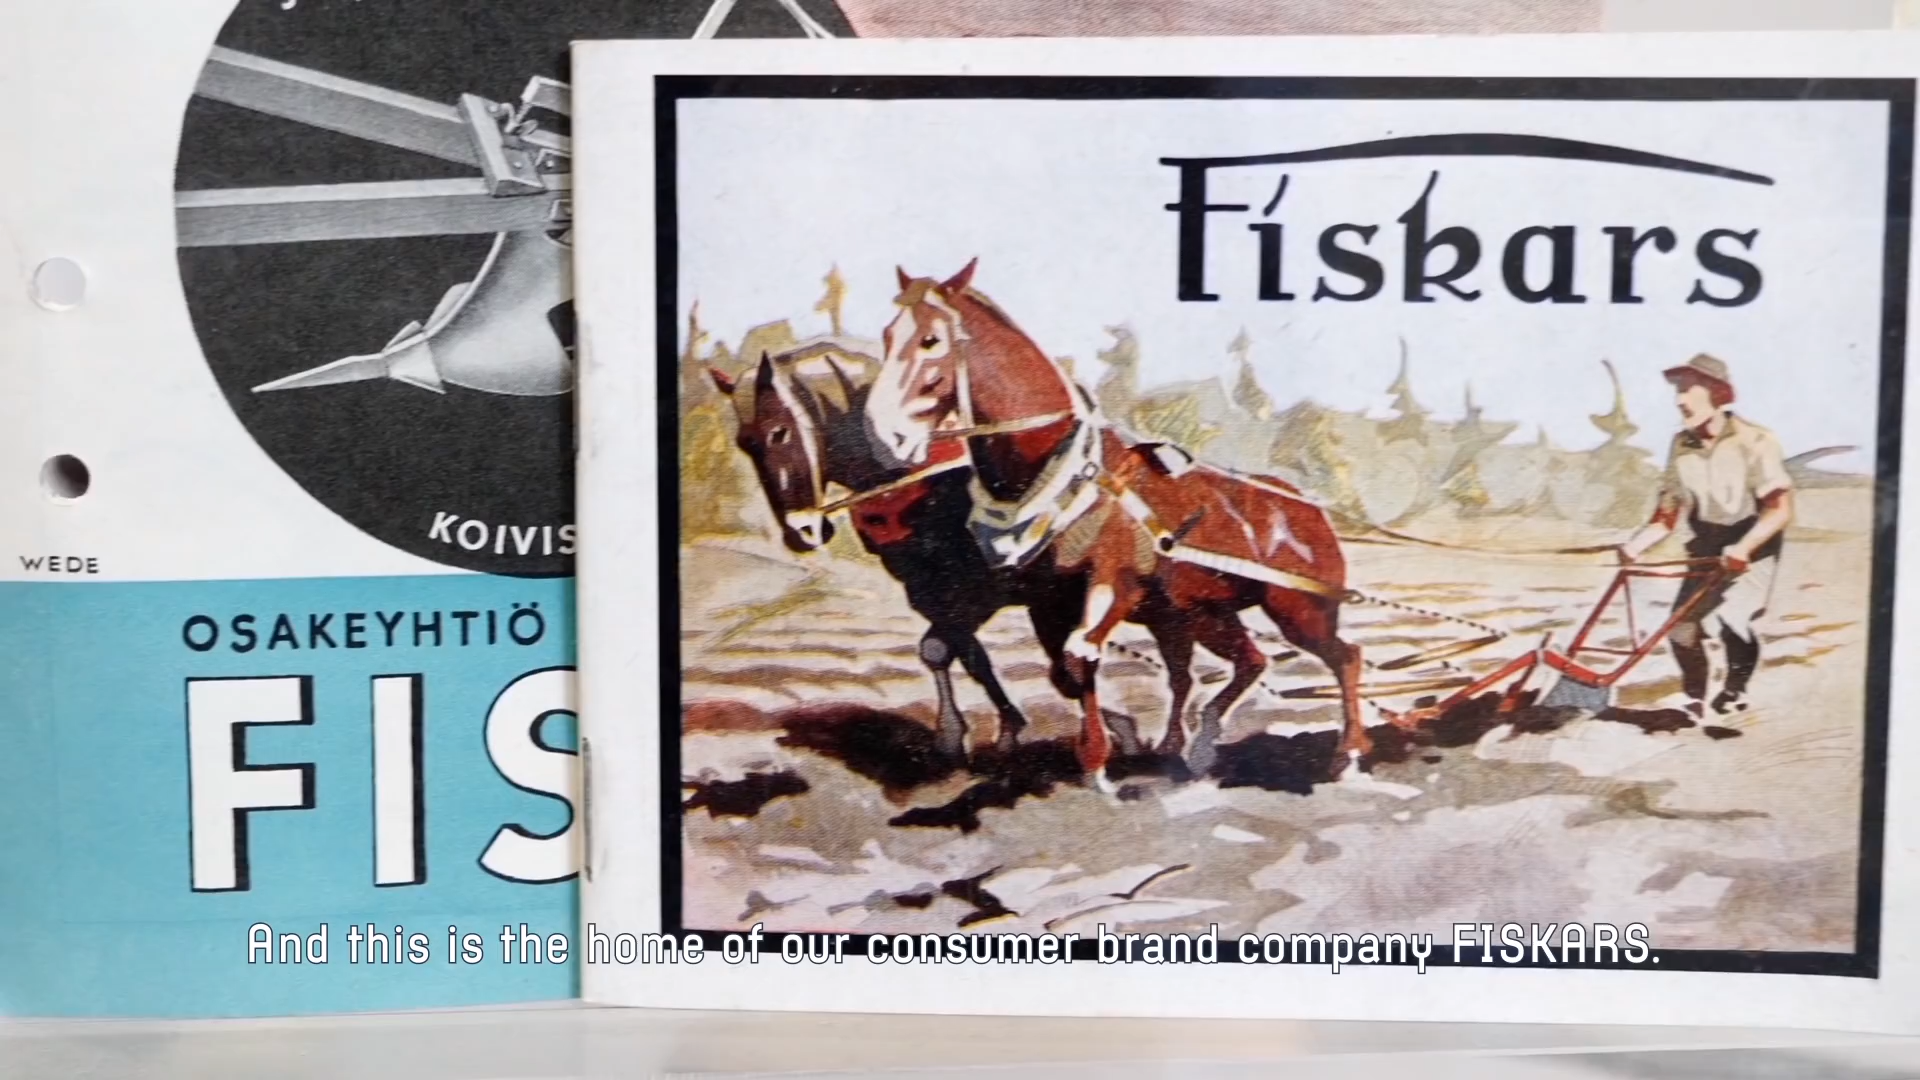 Fiskars
KOIVIS
WEDE
OSAKEYHTIÖ
FIS
And this is the home of our consumer brand company FISKARS.